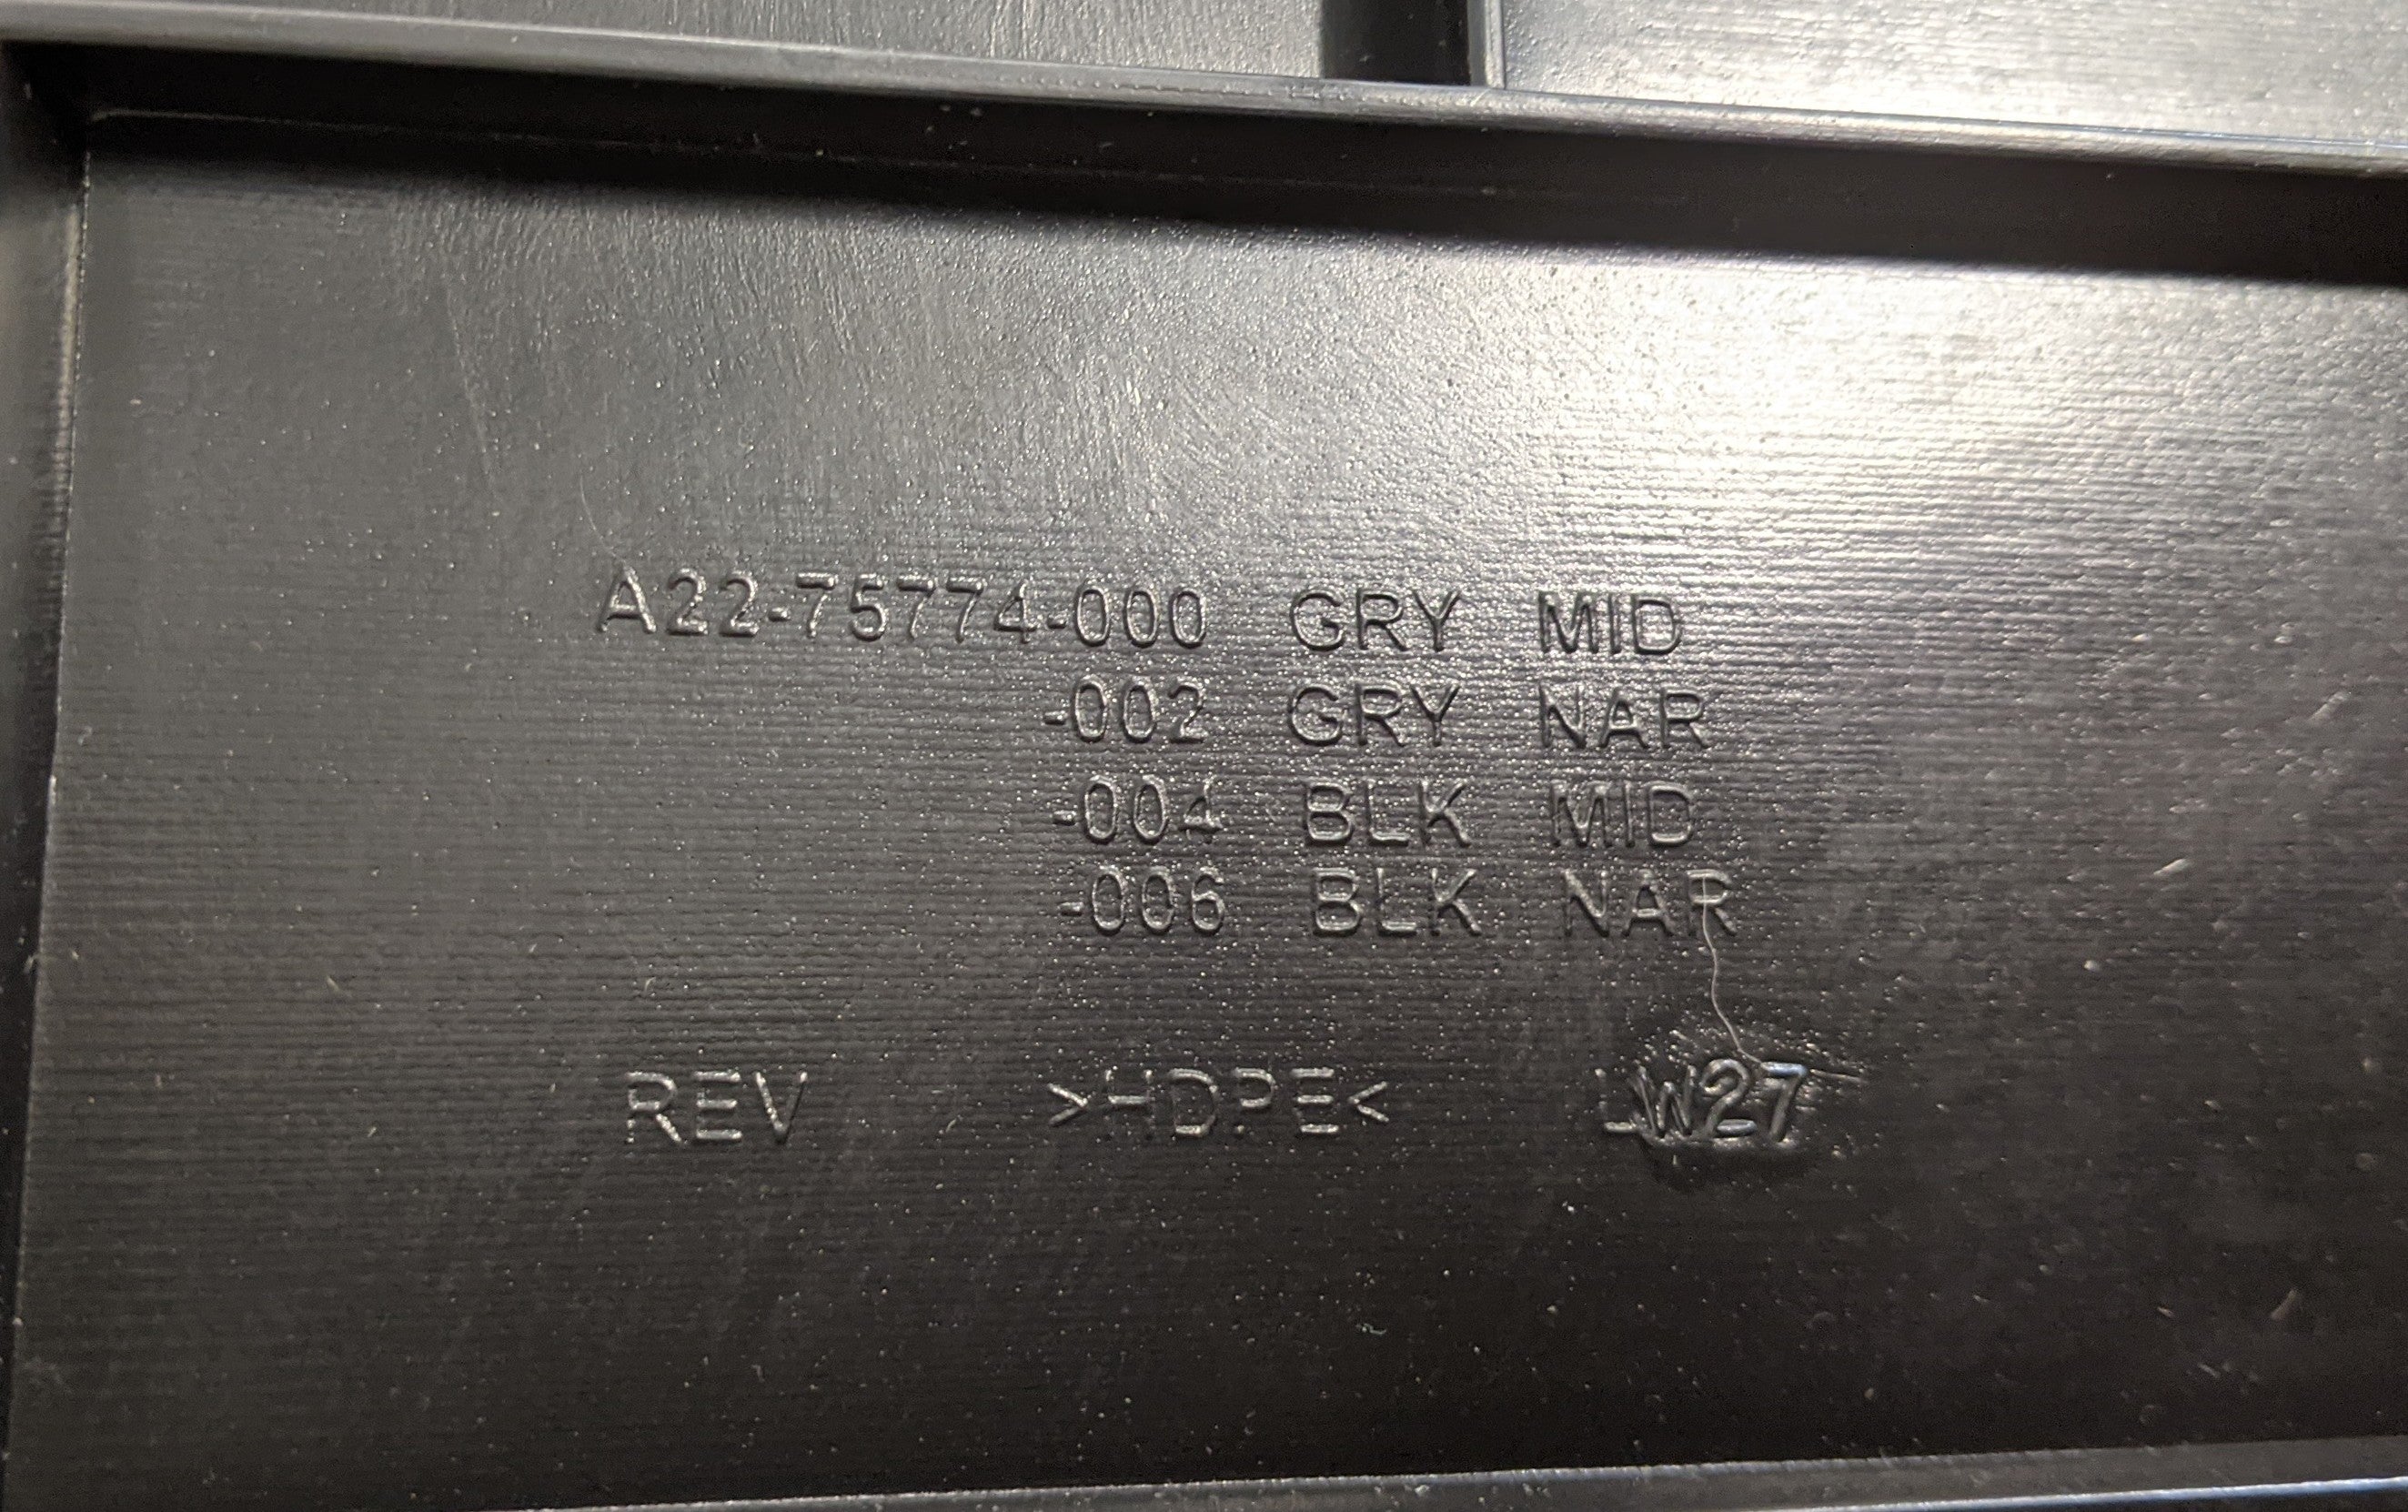 A22-75774-000 GRY MID
-002 GRY NAR
-004 BLK MID
-006 BLK NAR
REV >HDPE< LW27